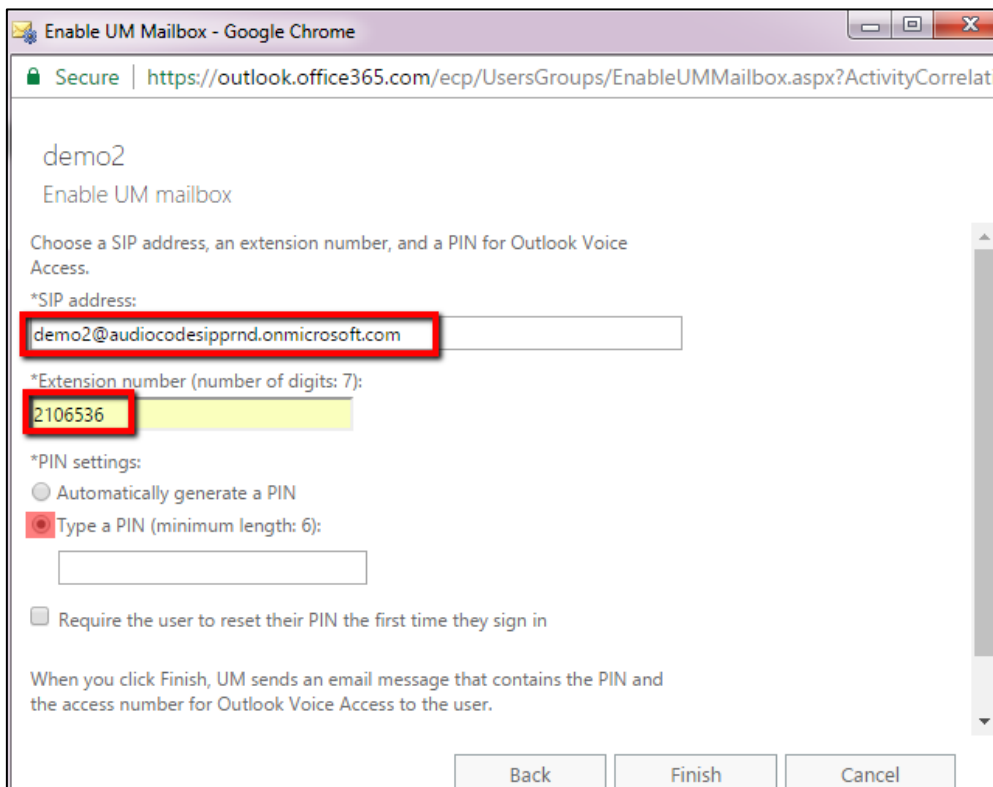 Enable UM Mailbox - Google Chrome
Secure | https://outlook.office365.com/ecp/UsersGroups/EnableUMMailbox.aspx?ActivityCorrelati
demo2
Enable UM mailbox
Choose a SIP address, an extension number, and a PIN for Outlook Voice
Access.
*SIP address:
demo2@audiocodesipprnd.onmicrosoft.com
*Extension number (number of digits: 7):
2106536
*PIN settings:
Automatically generate a PIN
Type a PIN (minimum length: 6):
Require the user to reset their PIN the first time they sign in
When you click Finish, UM sends an email message that contains the PIN and
the access number for Outlook Voice Access to the user.
Back Finish Cancel